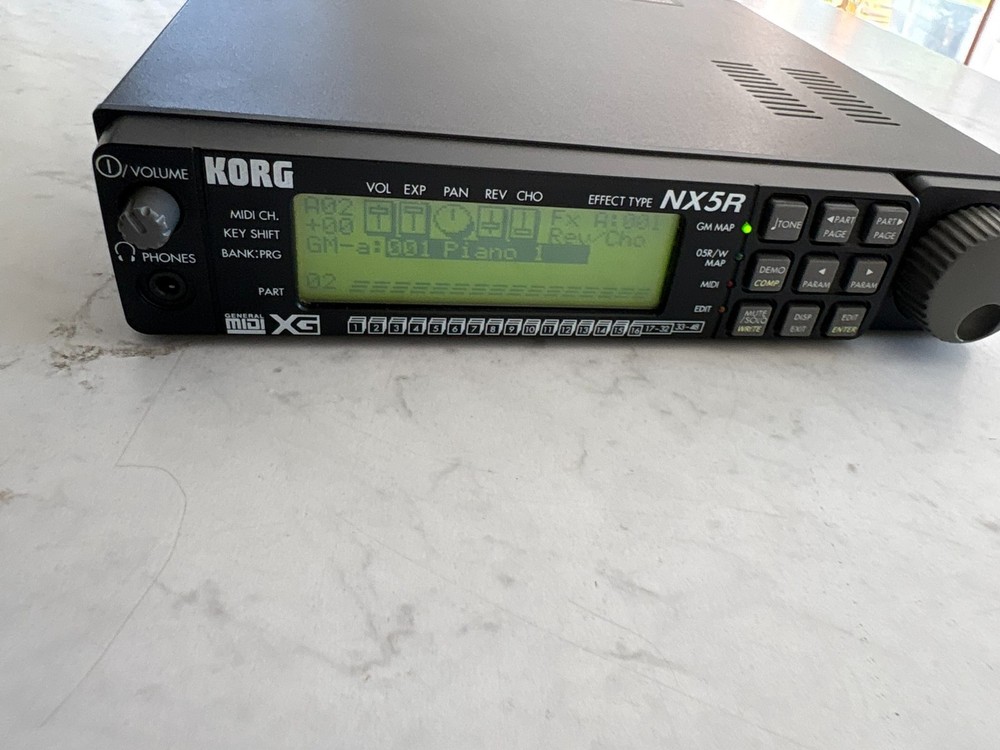 ⏻/VOLUME
KORG
VOL EXP PAN REV CHO EFFECT TYPE
NX5R
MIDI CH.
A02
Fx A:001
KEY SHIFT
+00
Rev/Cho
BANK:PRG
GM-a:001 Piano 1
PHONES
PART
02
GENERAL
MIDI
XG
1 2 3 4 5 6 7 8 9 10 11 12 13 14 15 16 17-32 33-48
GM MAP
05R/W
MAP
MIDI
EDIT
♩TONE
◀PART
PAGE
PART▶
PAGE
DEMO
COMP
◀
PARAM
▶
PARAM
MUTE
/SOLO
WRITE
DISP
EXIT
EDIT
ENTER